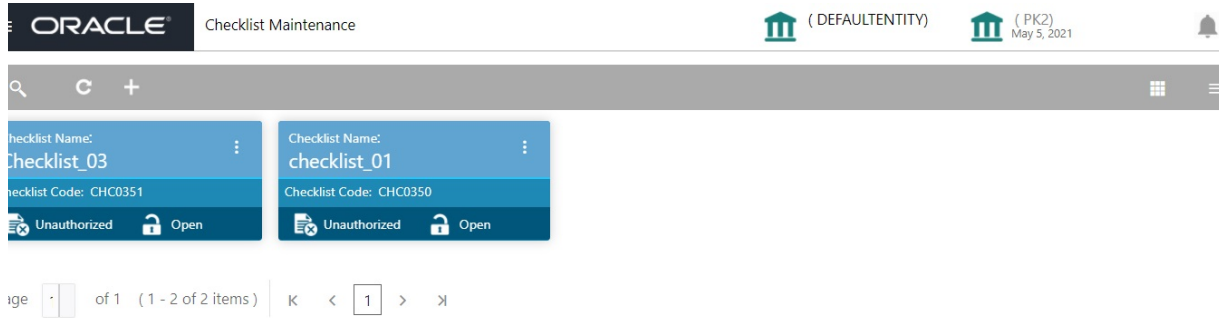 ORACLE®
Checklist Maintenance
( DEFAULTENTITY)
( PK2)
May 5, 2021
hecklist Name:
Checklist_03
hecklist Code: CHC0351
Unauthorized Open
Checklist Name:
checklist_01
Checklist Code: CHC0350
Unauthorized Open
age of 1 ( 1 - 2 of 2 items ) 1